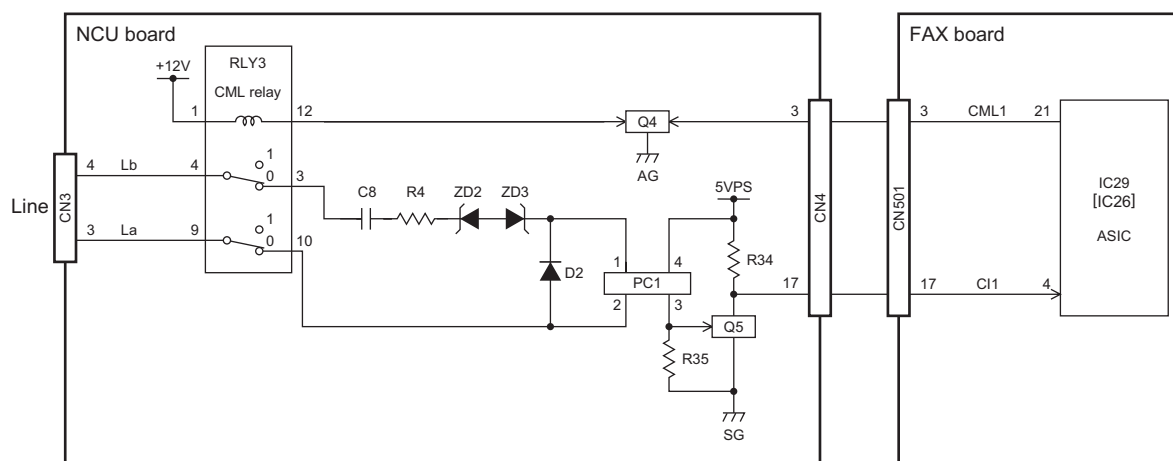 NCU board
FAX board
+12V
RLY3
CML relay
1
12
Q4
AG
3
3
CML1
21
4
Lb
4
1
0
3
C8
R4
ZD2
ZD3
5VPS
Line
CN3
CN4
CN501
IC29
[IC26]
ASIC
3
La
9
1
0
10
D2
1
4
PC1
2
3
R34
17
17
CI1
4
Q5
R35
SG